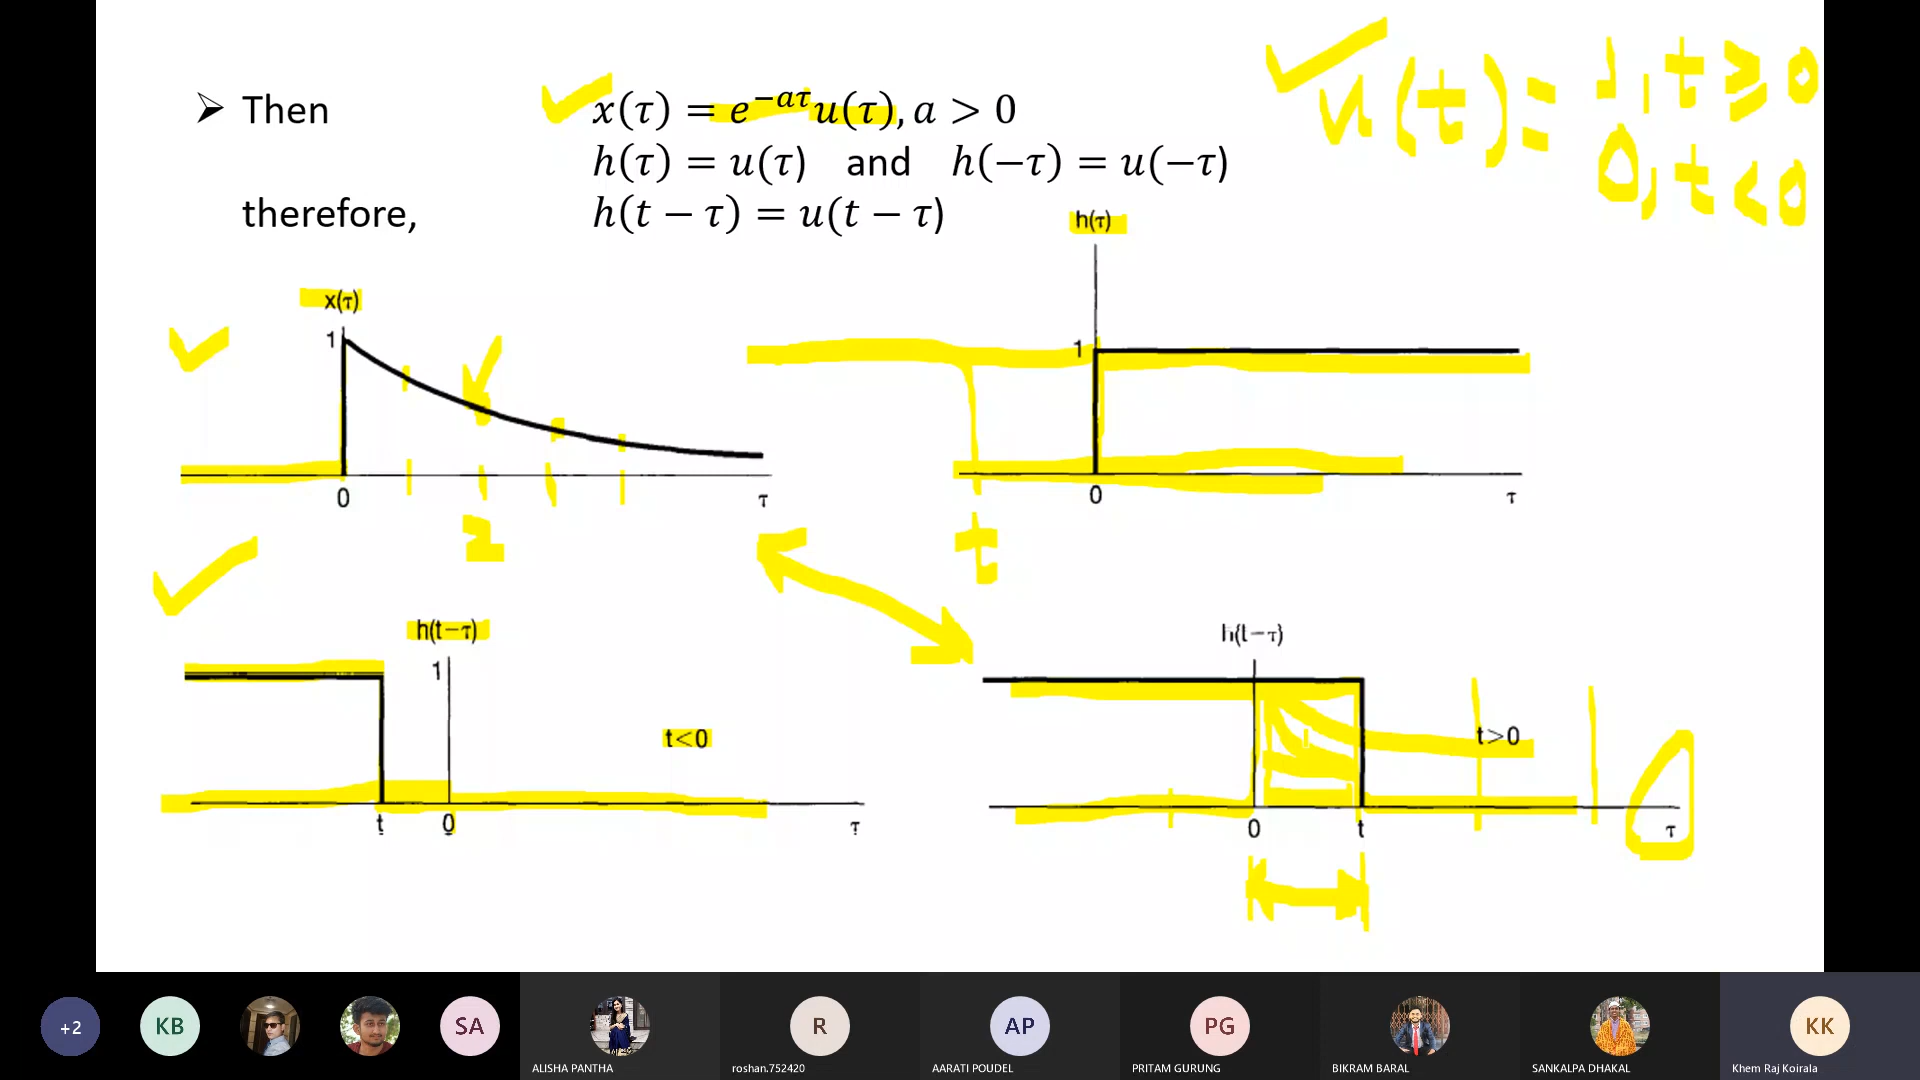 ➢ Then x(τ) = e^{−aτ}u(τ), a > 0
h(τ) = u(τ) and h(−τ) = u(−τ)
therefore, h(t − τ) = u(t − τ)
u(t) = 1, t ≥ 0
0, t < 0
x(τ)
1
0
τ
2
h(τ)
1
0
τ
t
h(t−τ)
1
t<0
t
0
τ
h(t−τ)
t>0
0
t
τ
+2
KB
SA
ALISHA PANTHA
R
roshan.752420
AP
AARATI POUDEL
PG
PRITAM GURUNG
BIKRAM BARAL
SANKALPA DHAKAL
KK
Khem Raj Koirala